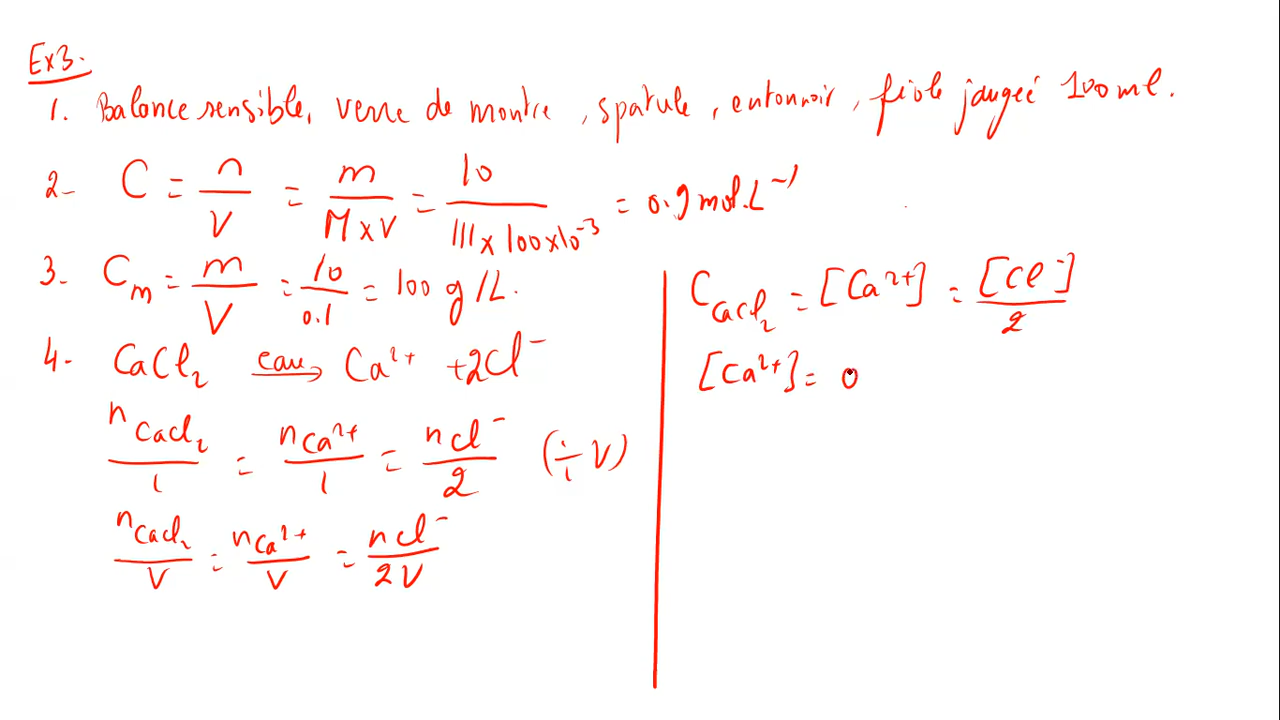 Ex3.
1. Balance sensible, verre de montre, spatule, entonnoir, fiole jaugée 100 ml.
2- C = n/V = m/(M x V) = 10/(111 x 100 x 10⁻³) = 0.9 mol.L⁻¹
3- Cₘ = m/V = 10/0.1 = 100 g/L.
4- CaCl₂ eau→ Ca²⁺ + 2Cl⁻
n CaCl₂/1 = n Ca²⁺/1 = n Cl⁻/2 (÷ V)
n CaCl₂/V = n Ca²⁺/V = n Cl⁻/2V
C CaCl₂ = [Ca²⁺] = [Cl⁻]/2
[Ca²⁺] = 0